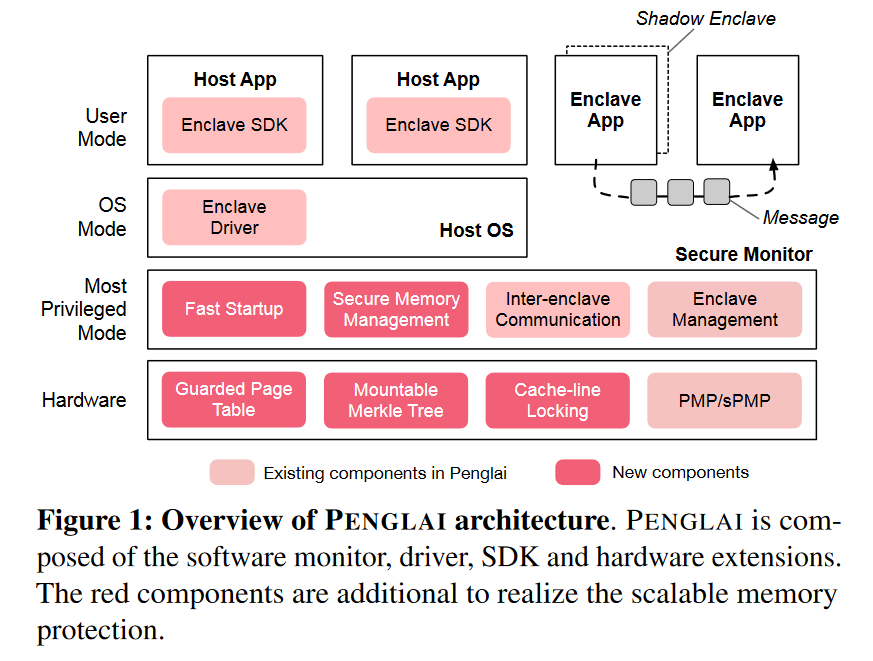 Shadow Enclave
Host App
Enclave SDK
Host App
Enclave SDK
Enclave
App
Enclave
App
User
Mode
OS
Mode
Enclave
Driver
Host OS
Message
Secure Monitor
Most
Privileged
Mode
Fast Startup
Secure Memory
Management
Inter-enclave
Communication
Enclave
Management
Hardware
Guarded Page
Table
Mountable
Merkle Tree
Cache-line
Locking
PMP/sPMP
Existing components in Penglai
New components
Figure 1: Overview of PENGLAI architecture. PENGLAI is com-
posed of the software monitor, driver, SDK and hardware extensions.
The red components are additional to realize the scalable memory
protection.